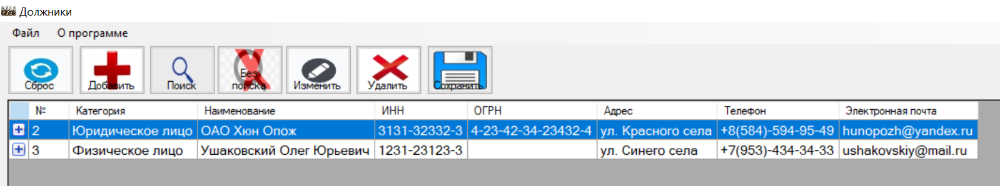 Должники
Файл О программе
Сброс Добавить Поиск Без поиска Изменить Удалить Сохранить
№ Категория Наименование ИНН ОГРН Адрес Телефон Электронная почта
2 Юридическое лицо ОАО Хюн Опож 3131-32332-3 4-23-42-34-23432-4 ул. Красного села +8(584)-594-95-49 hunopozh@yandex.ru
3 Физическое лицо Ушаковский Олег Юрьевич 1231-23123-3 ул. Синего села +7(953)-434-34-33 ushakovskiy@mail.ru